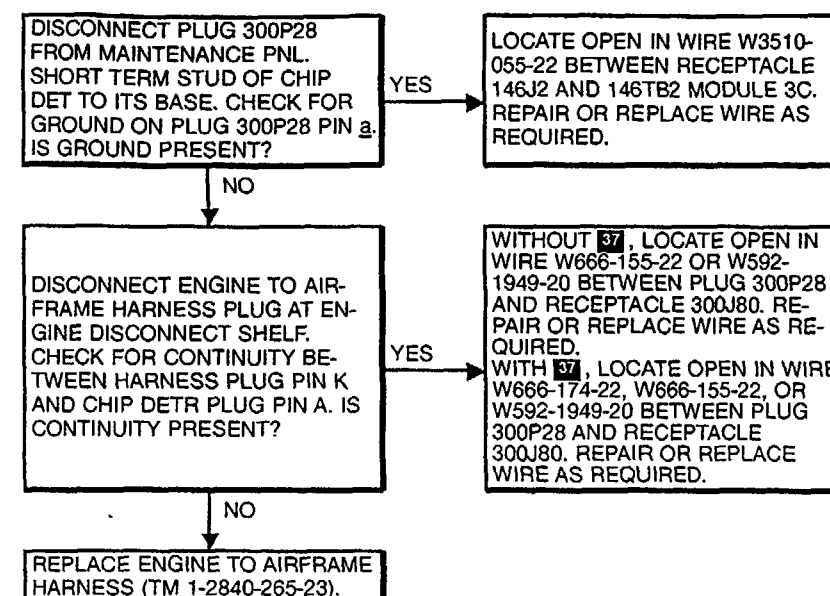 DISCONNECT PLUG 300P28
FROM MAINTENANCE PNL.
SHORT TERM STUD OF CHIP
DET TO ITS BASE. CHECK FOR
GROUND ON PLUG 300P28 PIN a.
IS GROUND PRESENT?
YES
LOCATE OPEN IN WIRE W3510-
055-22 BETWEEN RECEPTACLE
146J2 AND 146TB2 MODULE 3C.
REPAIR OR REPLACE WIRE AS
REQUIRED.
NO
DISCONNECT ENGINE TO AIR-
FRAME HARNESS PLUG AT EN-
GINE DISCONNECT SHELF.
CHECK FOR CONTINUITY BE-
TWEEN HARNESS PLUG PIN K
AND CHIP DETR PLUG PIN A. IS
CONTINUITY PRESENT?
YES
WITHOUT 37, LOCATE OPEN IN
WIRE W666-155-22 OR W592-
1949-20 BETWEEN PLUG 300P28
AND RECEPTACLE 300J80. RE-
PAIR OR REPLACE WIRE AS RE-
QUIRED.
WITH 37, LOCATE OPEN IN WIRE
W666-174-22, W666-155-22, OR
W592-1949-20 BETWEEN PLUG
300P28 AND RECEPTACLE
300J80. REPAIR OR REPLACE
WIRE AS REQUIRED.
NO
REPLACE ENGINE TO AIRFRAME
HARNESS (TM 1-2840-265-23).